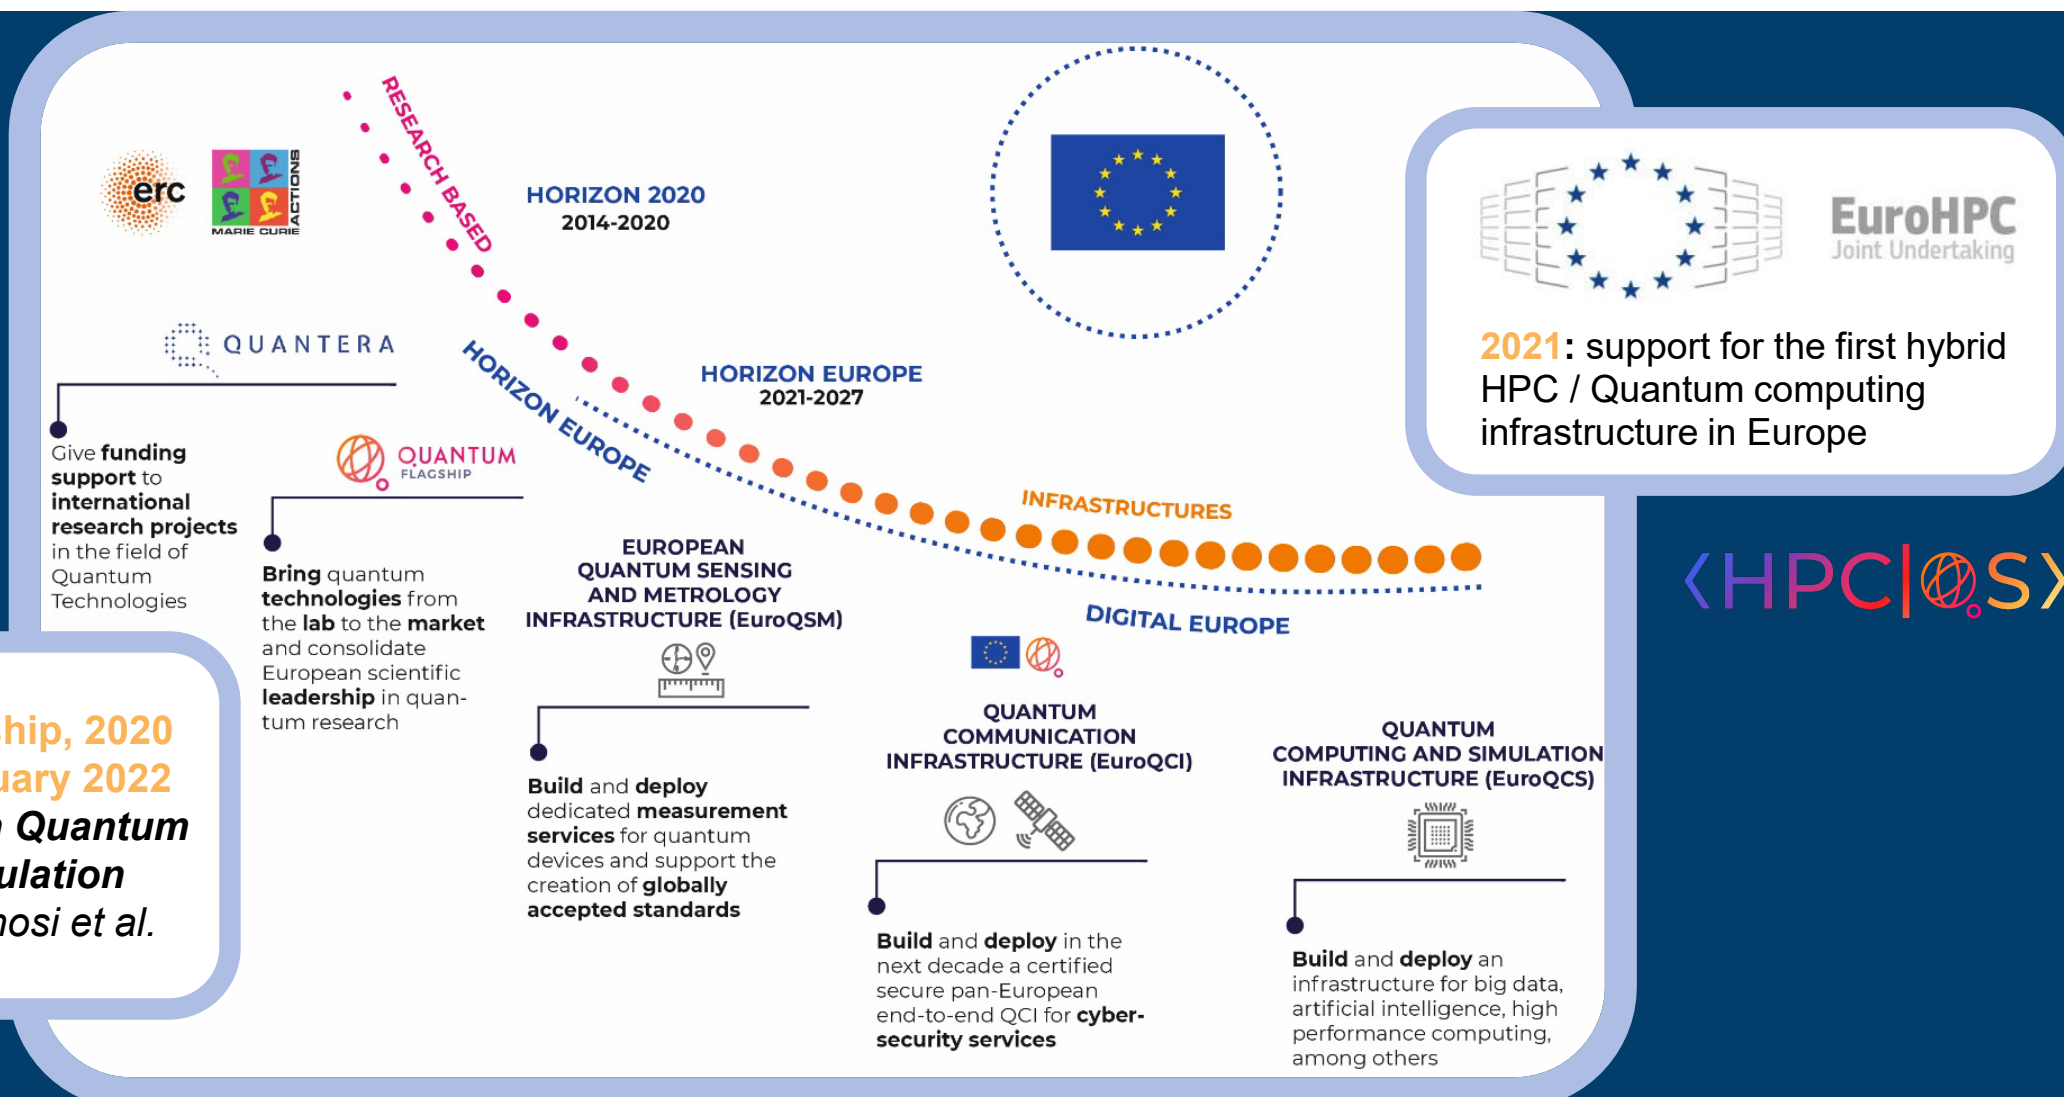 RESEARCH BASED
erc
MARIE CURIE
ACTIONS
HORIZON 2020
2014-2020
QUANTERA
Give funding
support to
international
research projects
in the field of
Quantum
Technologies
HORIZON EUROPE
HORIZON EUROPE
2021-2027
QUANTUM
FLAGSHIP
Bring quantum
technologies from
the lab to the market
and consolidate
European scientific
leadership in quan-
tum research
INFRASTRUCTURES
DIGITAL EUROPE
EUROPEAN
QUANTUM SENSING
AND METROLOGY
INFRASTRUCTURE (EuroQSM)
Build and deploy
dedicated measurement
services for quantum
devices and support the
creation of globally
accepted standards
QUANTUM
COMMUNICATION
INFRASTRUCTURE (EuroQCI)
Build and deploy in the
next decade a certified
secure pan-European
end-to-end QCI for cyber-
security services
QUANTUM
COMPUTING AND SIMULATION
INFRASTRUCTURE (EuroQCS)
Build and deploy an
infrastructure for big data,
artificial intelligence, high
performance computing,
among others
EuroHPC
Joint Undertaking
2021: support for the first hybrid
HPC / Quantum computing
infrastructure in Europe
⟨HPC|QS⟩
2020
2022
Quantum
et al.